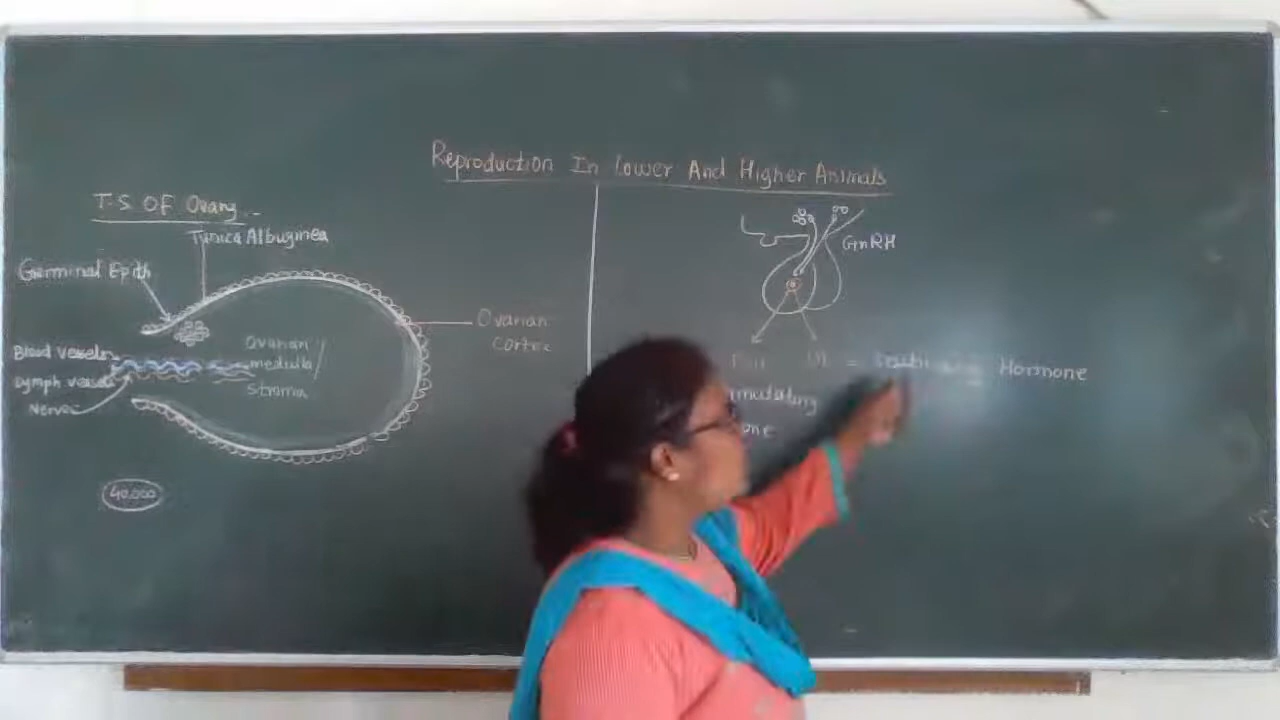 Reproduction In Lower And Higher Animals
T.S OF Ovary
Tunica Albuginea
Germinal Epith
Blood vessels
Lymph vessels
Nerve
Ovarian
medulla/
Stroma
Ovarian
Cortex
40,000
GnRH
= Hormone